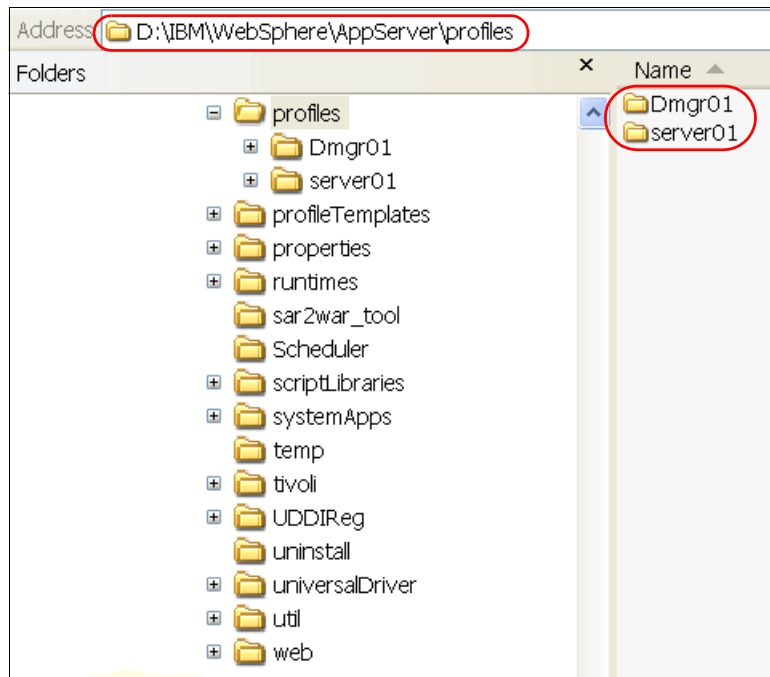 Address D:\IBM\WebSphere\AppServer\profiles
Folders × Name
profiles
Dmgr01
server01
profileTemplates
properties
runtimes
sar2war_tool
Scheduler
scriptLibraries
systemApps
temp
tivoli
UDDIReg
uninstall
universalDriver
util
web
Dmgr01
server01